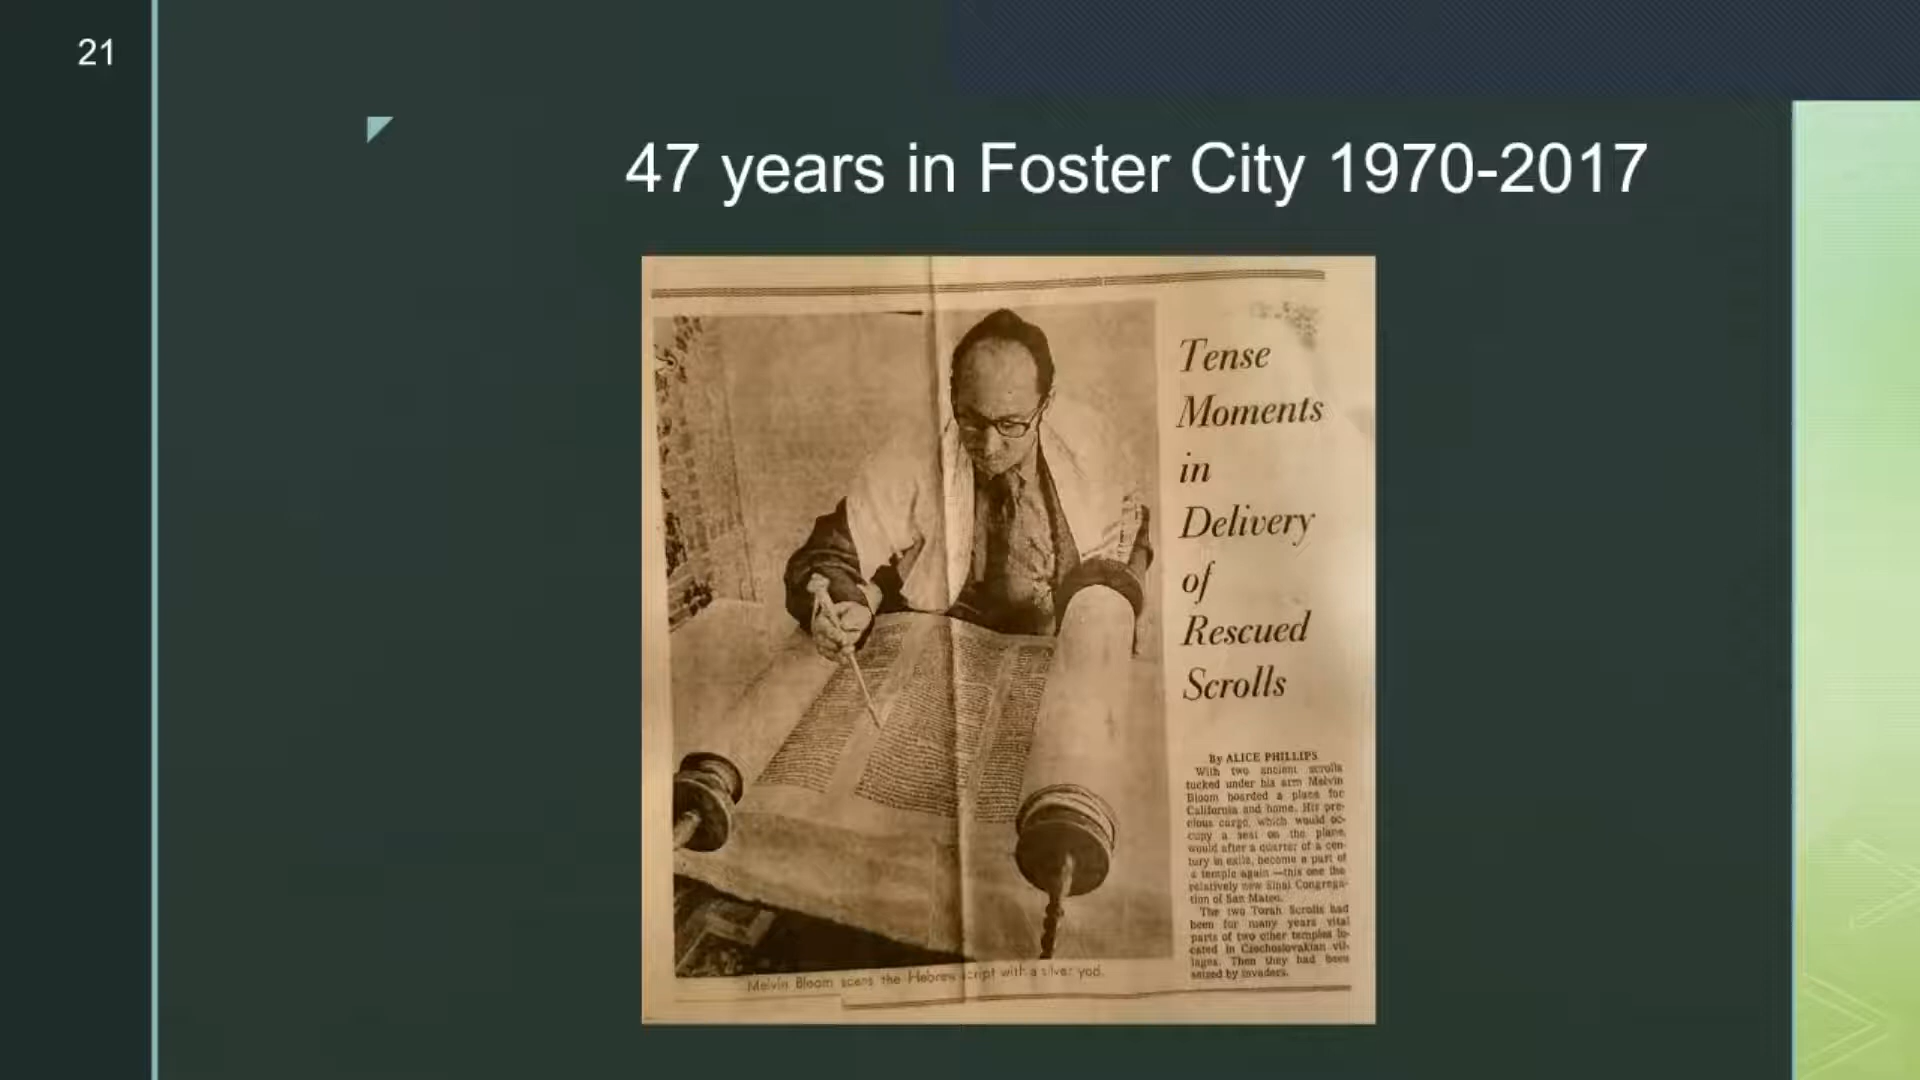 21
47 years in Foster City 1970-2017
Tense
Moments
in
Delivery
of
Rescued
Scrolls
By ALICE PHILLIPS
With two ancient scrolls
tucked under his arm Melvin
Bloom boarded a plane for
California and home. His pre-
cious cargo, which would oc-
cupy a seat on the plane,
would after a quarter of a cen-
tury in exile, become a part of
a temple again—this one the
relatively new Sinai Congrega-
tion of San Mateo.
The two Torah Scrolls had
been for many years vital
parts of two other temples lo-
cated in Czechoslovakian vil-
lages. Then they had been
seized by invaders.
Melvin Bloom scans the Hebrew script with a silver yod.